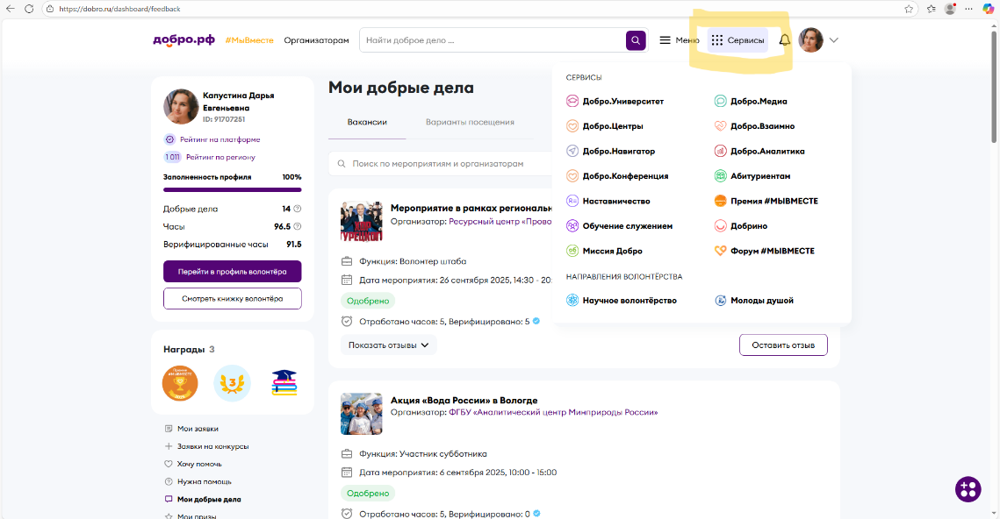 https://dobro.ru/dashboard/feedback
добро.рф #МыВместе Организаторам Найти доброе дело ... Меню Сервисы
Капустина Дарья
Евгеньевна
ID: 91707251
Рейтинг на платформе
1 011 Рейтинг по региону
Заполненность профиля 100%
Добрые дела 14
Часы 96.5
Верифицированные часы 91.5
Перейти в профиль волонтёра
Смотреть книжку волонтёра
Награды 3
3
Мои заявки
Заявки на конкурсы
Хочу помочь
Нужна помощь
Мои добрые дела
Мои призы
Мои добрые дела
Вакансии Варианты посещения
Поиск по мероприятиям и организаторам
Мероприятие в рамках региональн
Организатор: Ресурсный центр «Прово
Функция: Волонтер штаба
Дата мероприятия: 26 сентября 2025, 14:30 - 20:
Одобрено
Отработано часов: 5, Верифицировано: 5
Показать отзывы
Оставить отзыв
Акция «Вода России» в Вологде
Организатор: ФГБУ «Аналитический центр Минприроды России»
Функция: Участник субботника
Дата мероприятия: 6 сентября 2025, 10:00 - 15:00
Одобрено
Отработано часов: 5, Верифицировано: 0
СЕРВИСЫ
Добро.Университет Добро.Медиа
Добро.Центры Добро.Взаимно
Добро.Навигатор Добро.Аналитика
Добро.Конференция Абитуриентам
Наставничество Премия #МЫВМЕСТЕ
Обучение служением Добрино
Миссия Добро Форум #МЫВМЕСТЕ
НАПРАВЛЕНИЯ ВОЛОНТЁРСТВА
Научное волонтёрство Молоды душой